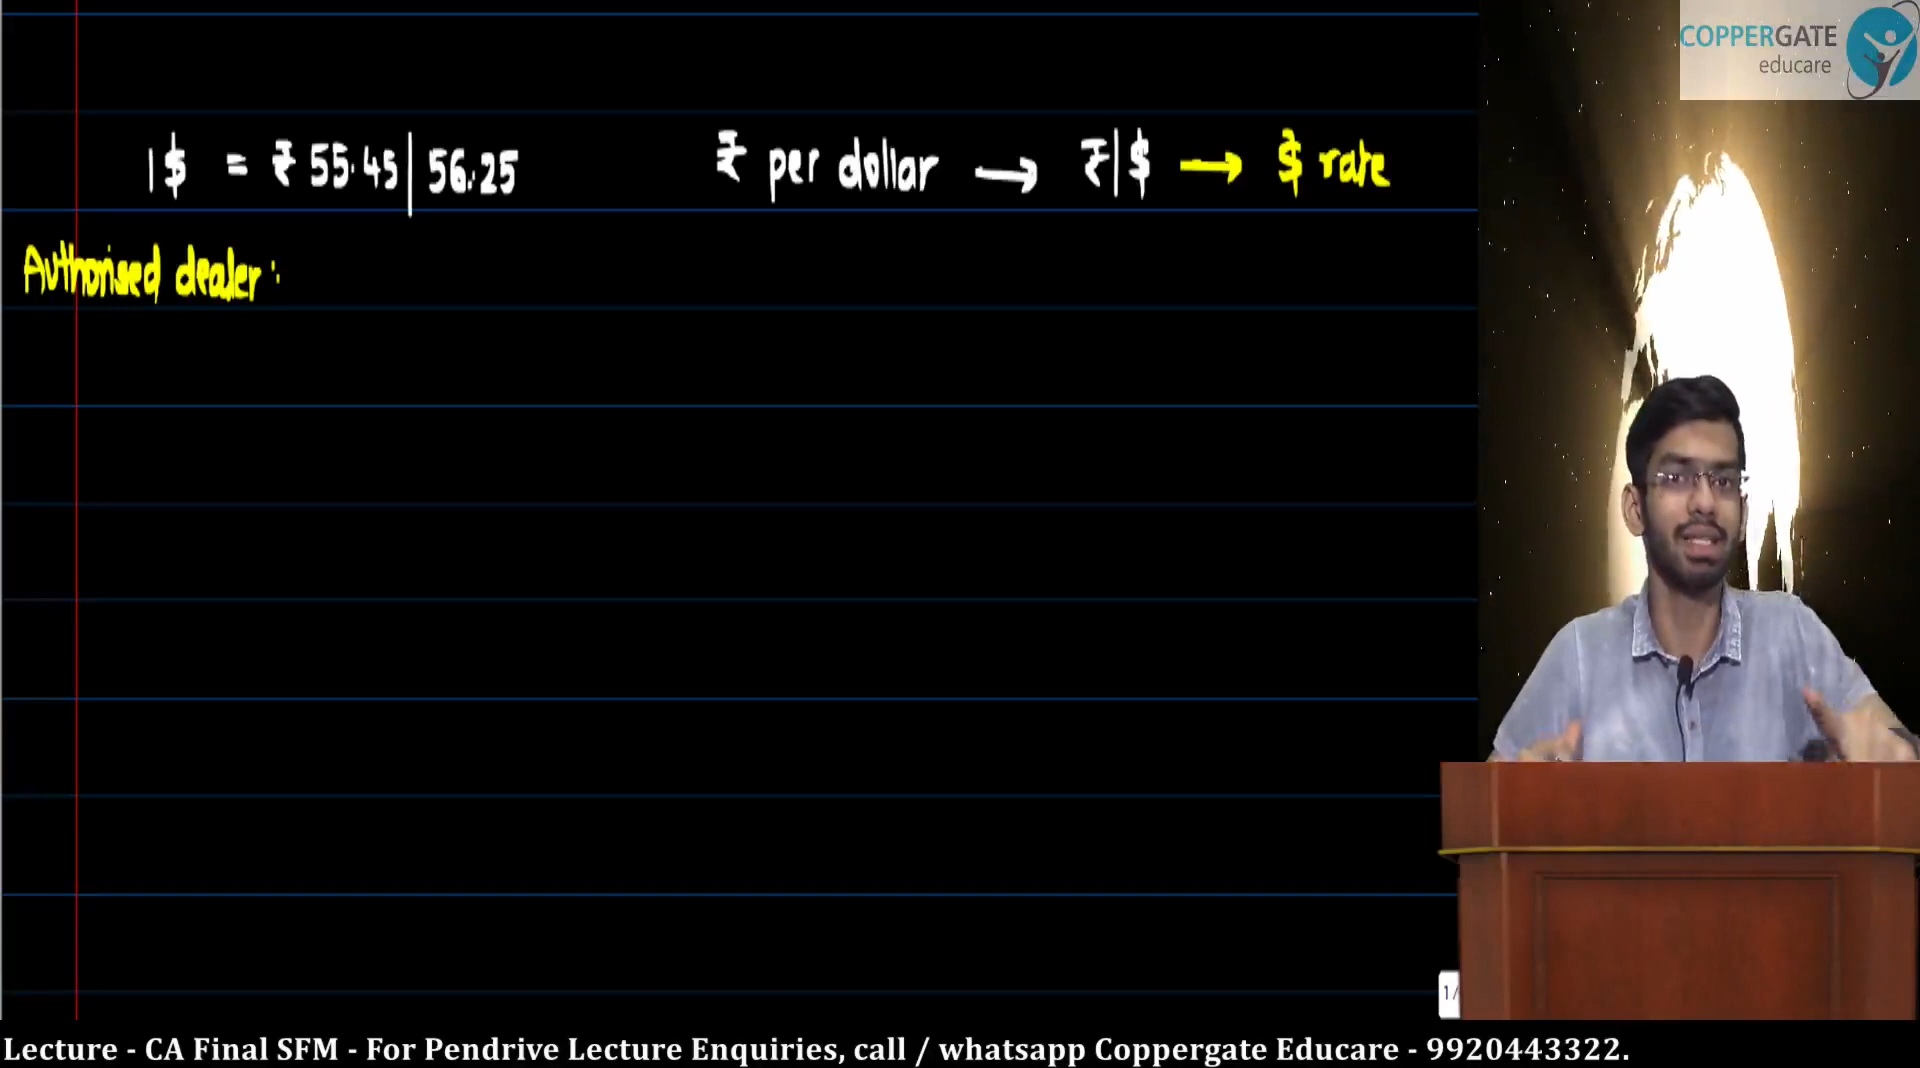 COPPERGATE
educare
1$ = ₹ 55.45|56.25 ₹ per dollar → ₹|$ → $ rate
Authorised dealer:
1/
Lecture - CA Final SFM - For Pendrive Lecture Enquiries, call / whatsapp Coppergate Educare - 9920443322.